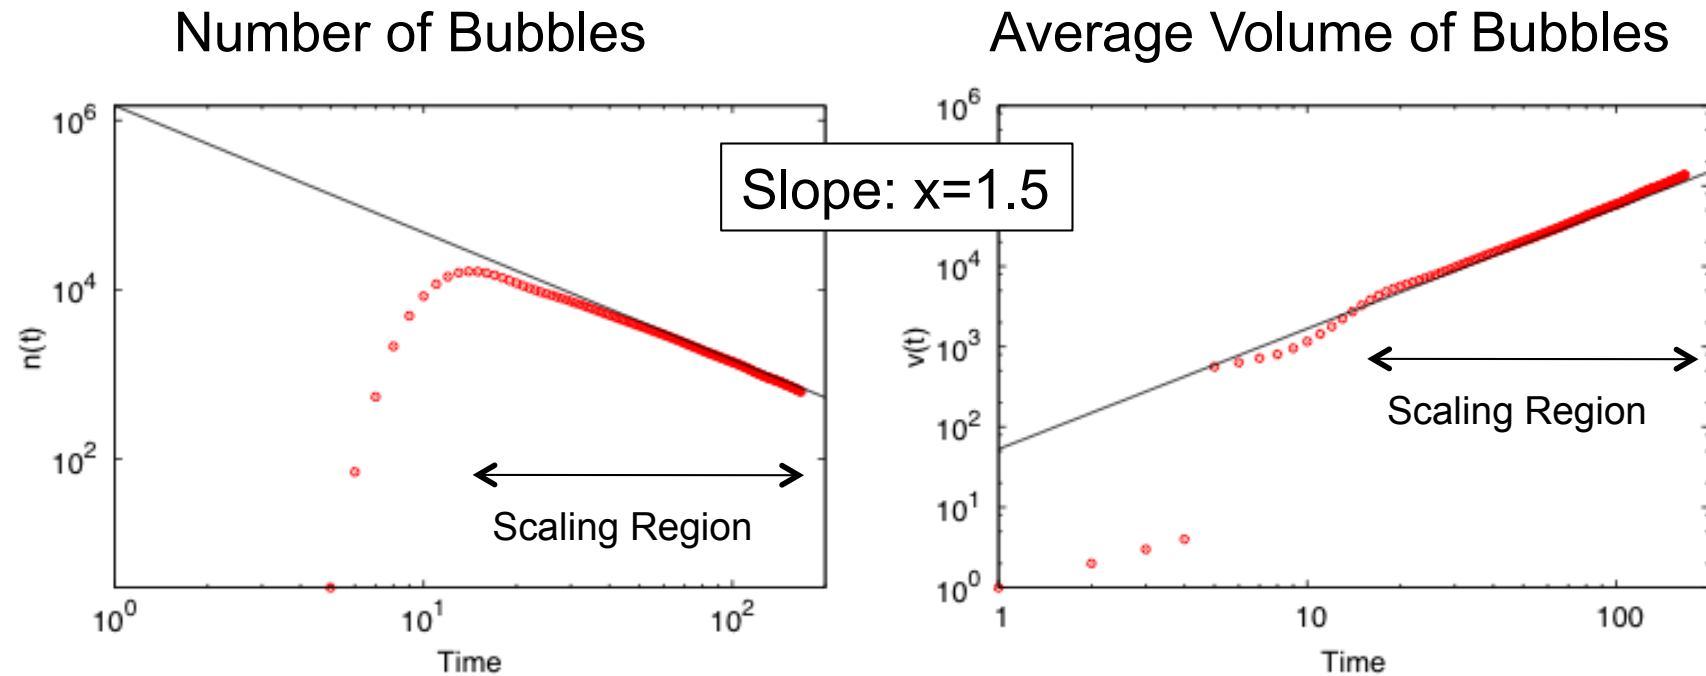 Number of Bubbles
Average Volume of Bubbles
Slope: x=1.5
10^6
10^4
10^2
n(t)
Scaling Region
10^0
10^1
10^2
Time
10^6
10^4
10^3
10^2
10^1
10^0
v(t)
Scaling Region
1
10
100
Time